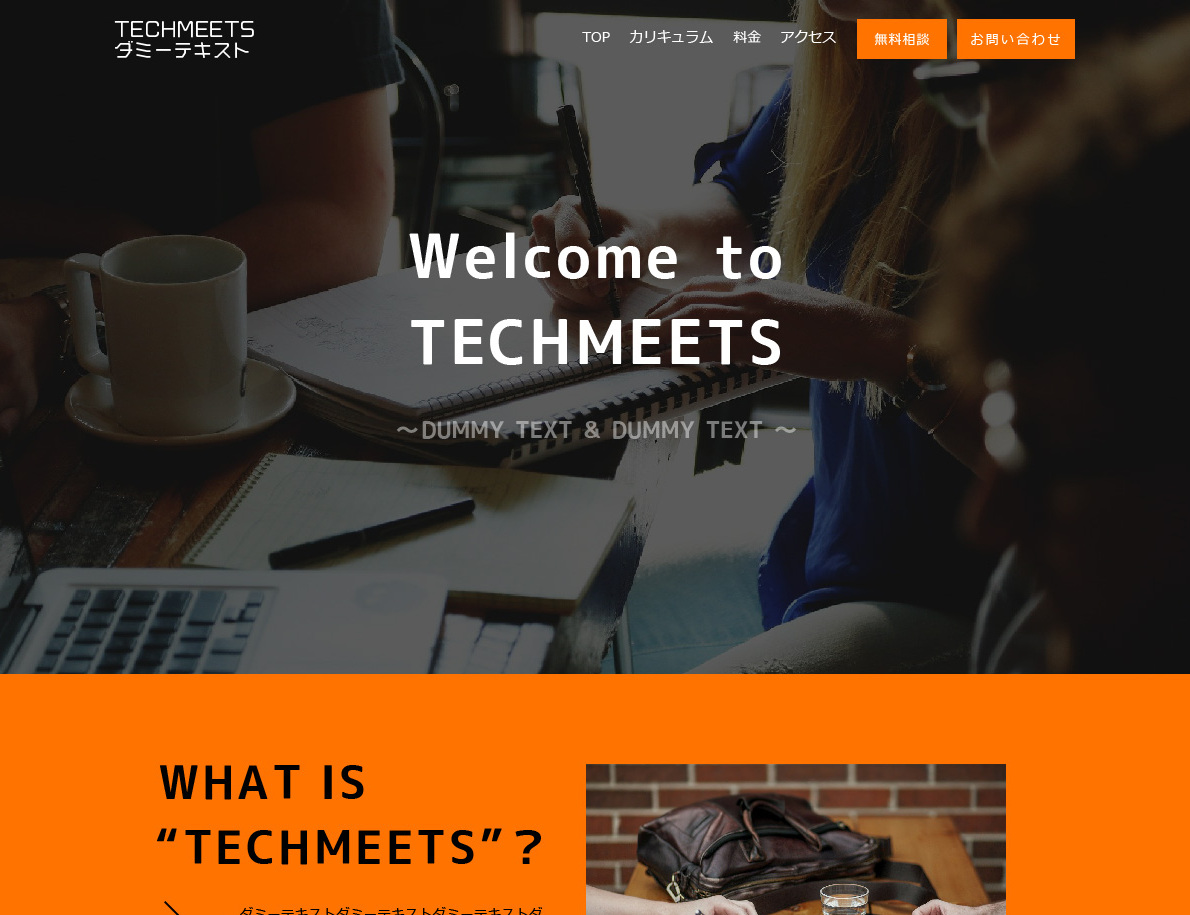 TECHMEETS
ダミーテキスト
TOP カリキュラム 料金 アクセス 無料相談 お問い合わせ
Welcome to
TECHMEETS
～DUMMY TEXT & DUMMY TEXT ～
WHAT IS
“TECHMEETS”？
ダミーテキストダミーテキストダミーテキストダ